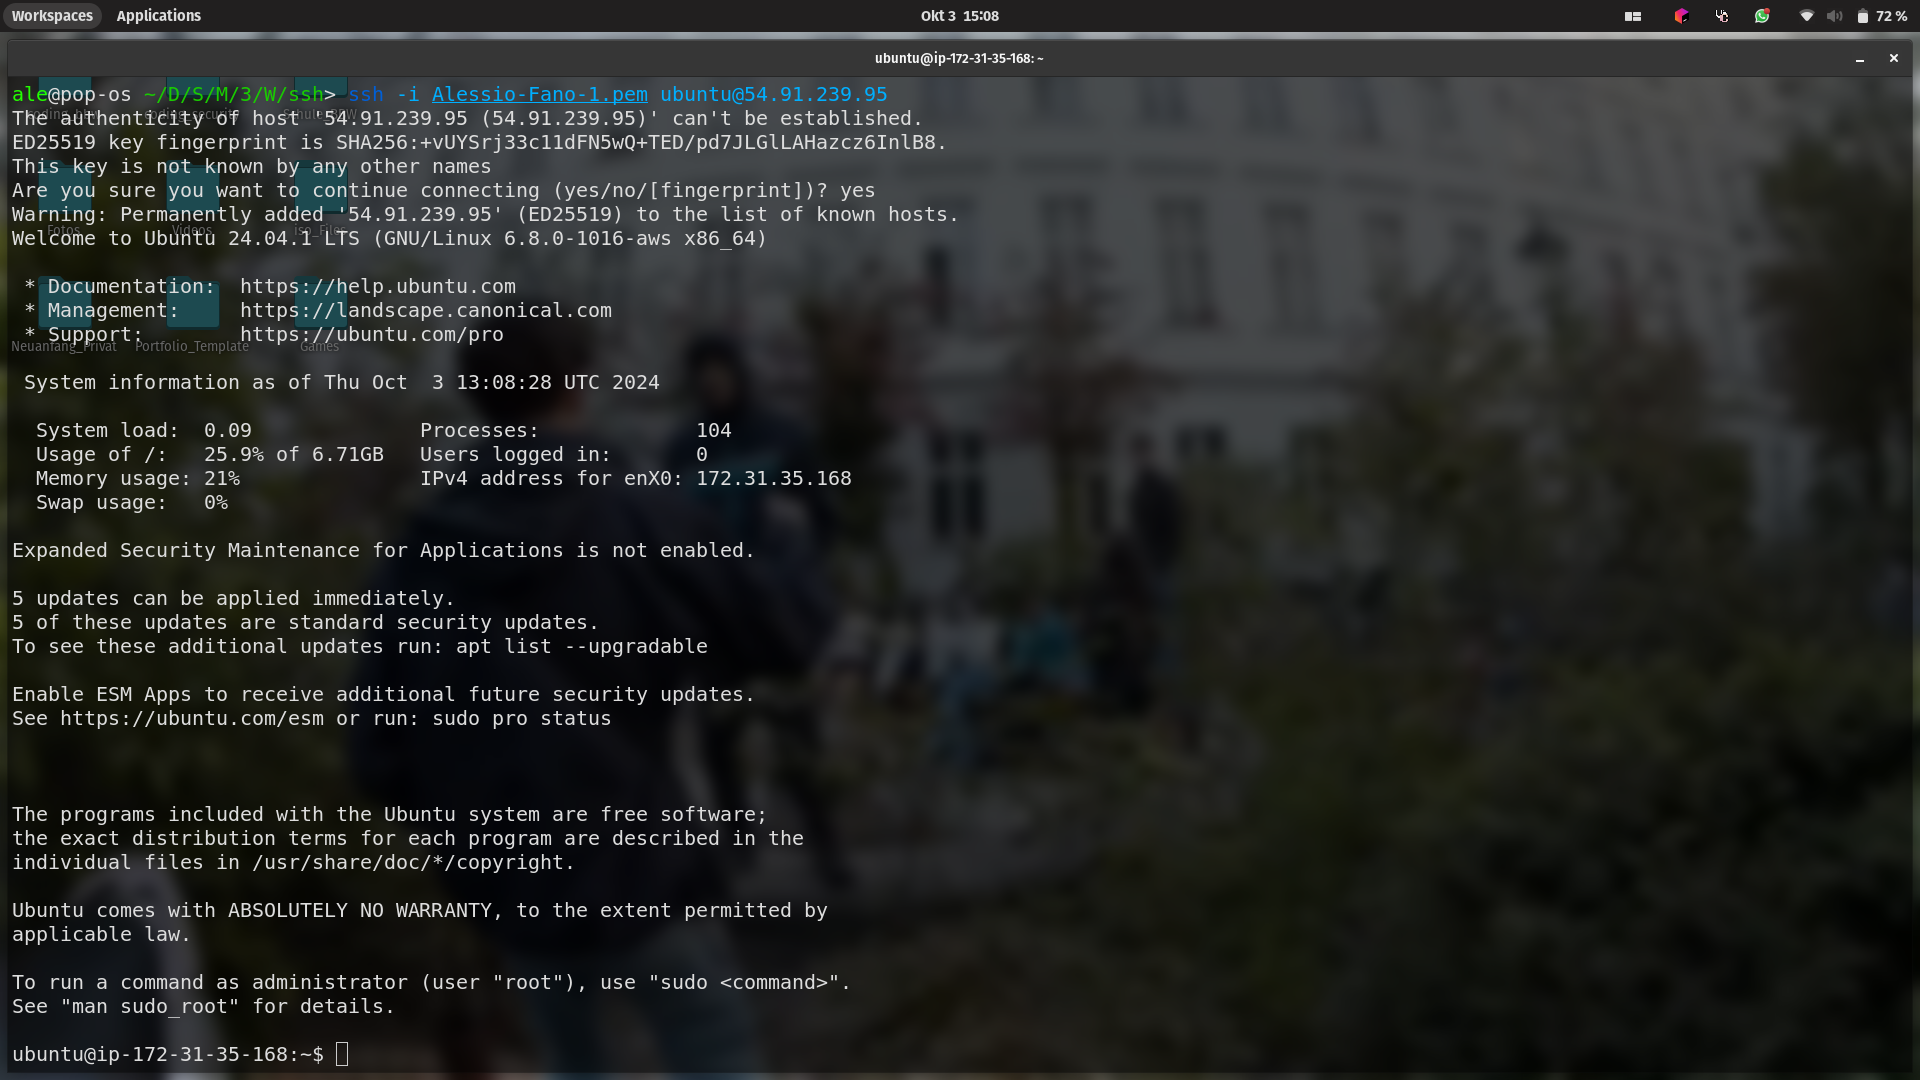 Workspaces Applications Okt 3 15:08 72 %
ubuntu@ip-172-31-35-168: ~
ale@pop-os ~/D/S/M/3/W/ssh> ssh -i Alessio-Fano-1.pem ubuntu@54.91.239.95
The authenticity of host '54.91.239.95 (54.91.239.95)' can't be established.
ED25519 key fingerprint is SHA256:+vUYSrj33c11dFN5wQ+TED/pd7JLGlLAHazcz6InlB8.
This key is not known by any other names
Are you sure you want to continue connecting (yes/no/[fingerprint])? yes
Warning: Permanently added '54.91.239.95' (ED25519) to the list of known hosts.
Fotos Videos iso_Files
Welcome to Ubuntu 24.04.1 LTS (GNU/Linux 6.8.0-1016-aws x86_64)
* Documentation: https://help.ubuntu.com
* Management: https://landscape.canonical.com
* Support: https://ubuntu.com/pro
Neuanfang_Privat Portfolio_Template Games
System information as of Thu Oct 3 13:08:28 UTC 2024
System load: 0.09 Processes: 104
Usage of /: 25.9% of 6.71GB Users logged in: 0
Memory usage: 21% IPv4 address for enX0: 172.31.35.168
Swap usage: 0%
Expanded Security Maintenance for Applications is not enabled.
5 updates can be applied immediately.
5 of these updates are standard security updates.
To see these additional updates run: apt list --upgradable
Enable ESM Apps to receive additional future security updates.
See https://ubuntu.com/esm or run: sudo pro status
The programs included with the Ubuntu system are free software;
the exact distribution terms for each program are described in the
individual files in /usr/share/doc/*/copyright.
Ubuntu comes with ABSOLUTELY NO WARRANTY, to the extent permitted by
applicable law.
To run a command as administrator (user "root"), use "sudo <command>".
See "man sudo_root" for details.
ubuntu@ip-172-31-35-168:~$